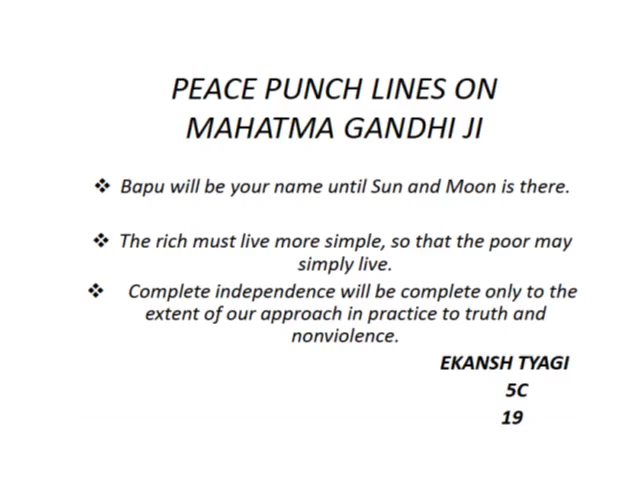 PEACE PUNCH LINES ON
MAHATMA GANDHI JI
❖ Bapu will be your name until Sun and Moon is there.
❖ The rich must live more simple, so that the poor may
simply live.
❖ Complete independence will be complete only to the
extent of our approach in practice to truth and
nonviolence.
EKANSH TYAGI
5C
19